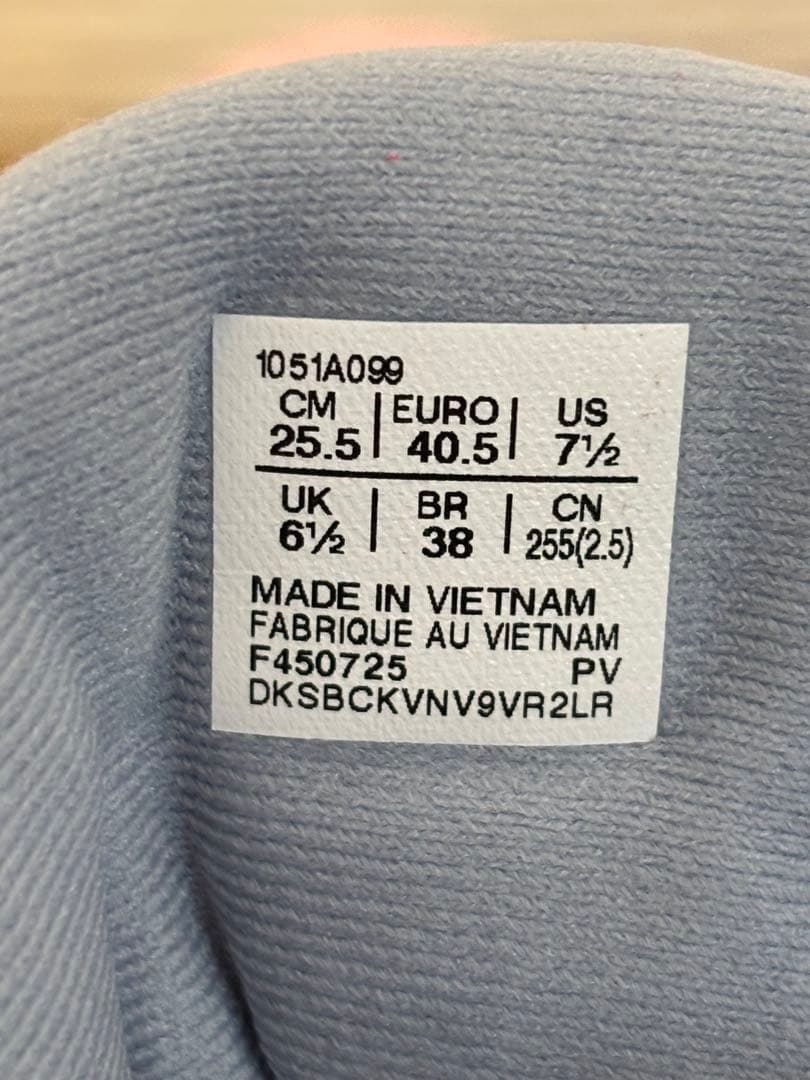 1051A099
CM | EURO | US
25.5 | 40.5 | 7½
UK | BR | CN
6½ | 38 | 255(2.5)
MADE IN VIETNAM
FABRIQUE AU VIETNAM
F450725 PV
DKSBCKVNV9VR2LR